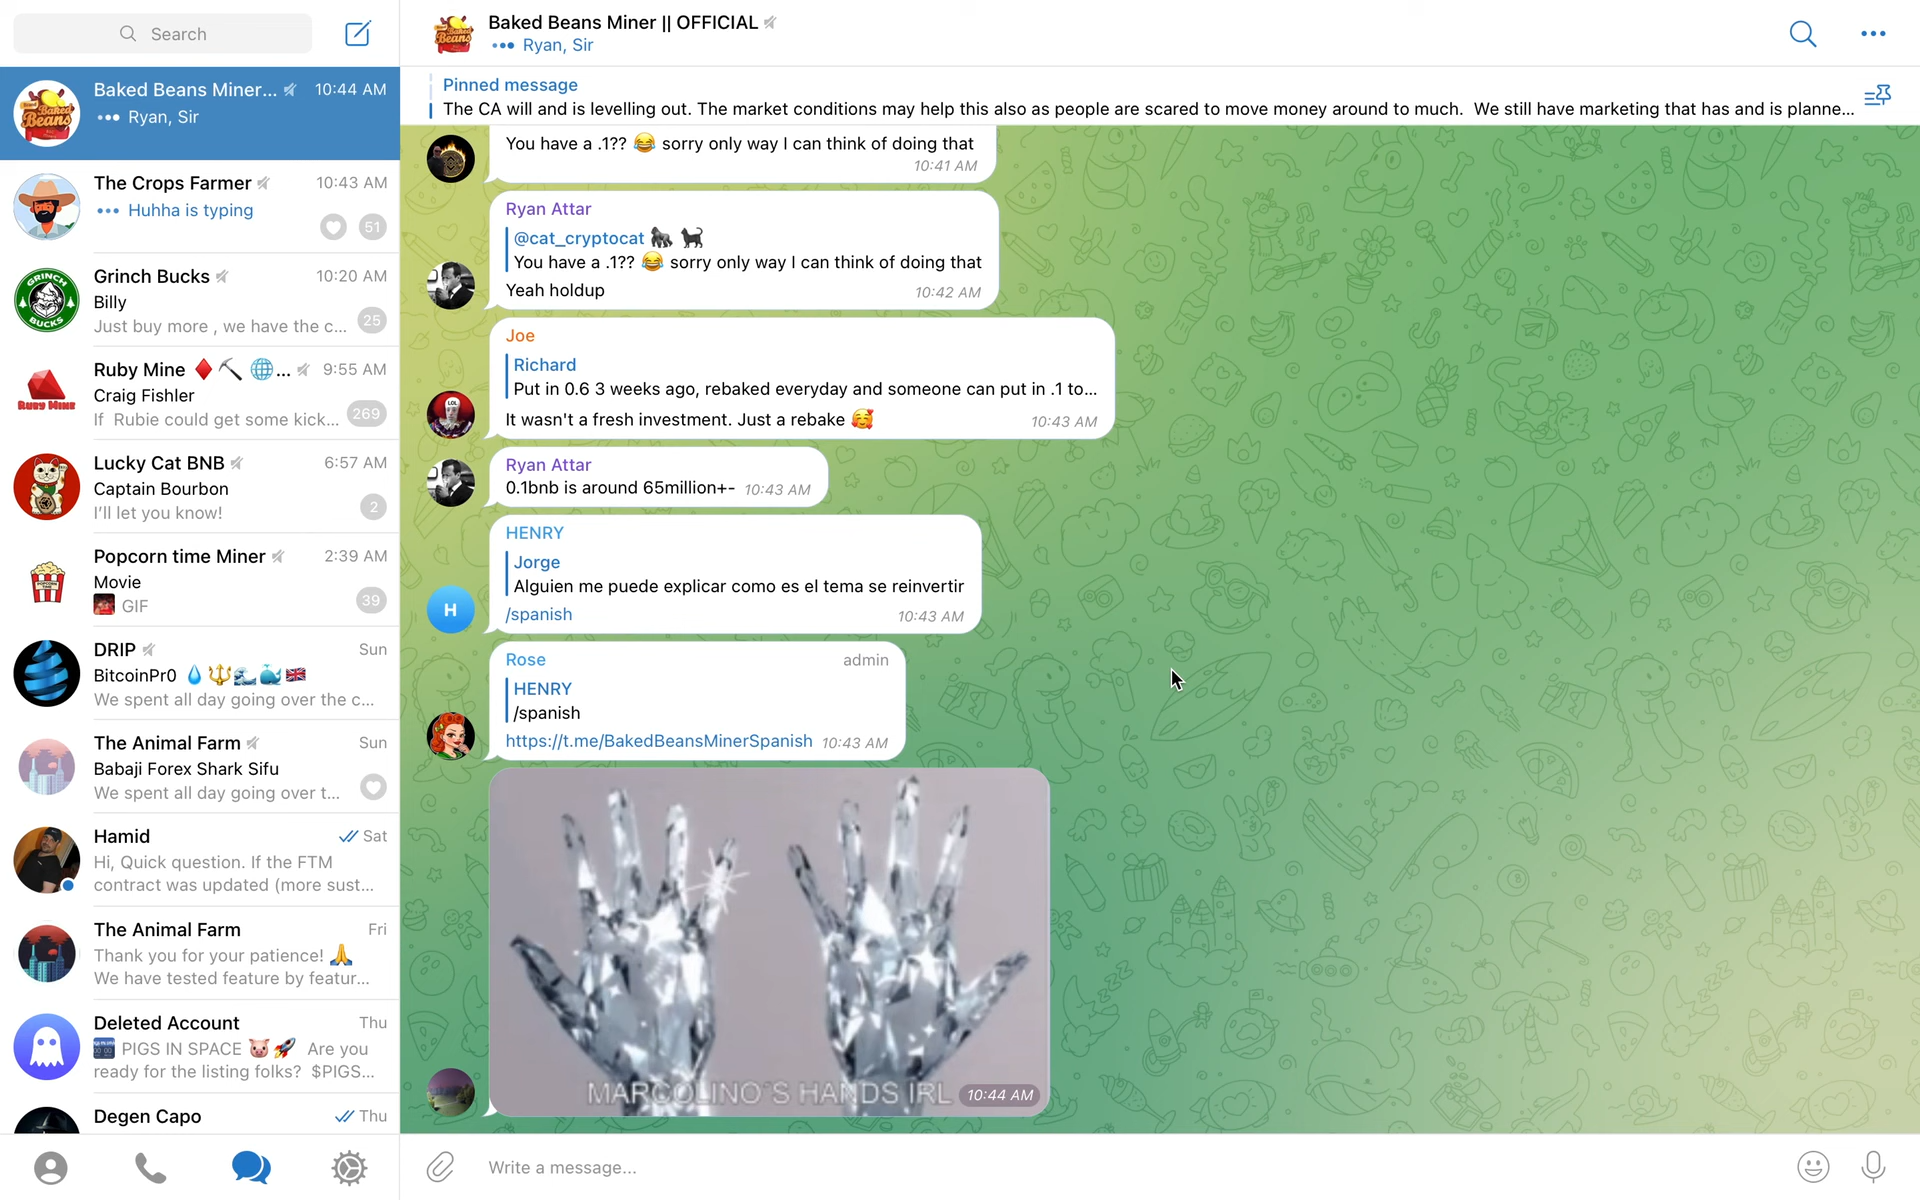 Search
Baked Beans Miner...
10:44 AM
Ryan, Sir
The Crops Farmer
10:43 AM
Huhha is typing
51
Grinch Bucks
10:20 AM
Billy
Just buy more , we have the c...
25
Ruby Mine ♦️ ⛏️ 🌐...
9:55 AM
Craig Fishler
If Rubie could get some kick...
269
Lucky Cat BNB
6:57 AM
Captain Bourbon
I'll let you know!
2
Popcorn time Miner
2:39 AM
Movie
GIF
39
DRIP
Sun
BitcoinPr0 💧🔱🌊🐳🇬🇧
We spent all day going over the c...
The Animal Farm
Sun
Babaji Forex Shark Sifu
We spent all day going over t...
Hamid
Sat
Hi, Quick question. If the FTM
contract was updated (more sust...
The Animal Farm
Fri
Thank you for your patience! 🙏
We have tested feature by featur...
Deleted Account
Thu
PIGS IN SPACE 🐷🚀 Are you
ready for the listing folks? $PIGS...
Degen Capo
Thu
Baked Beans Miner || OFFICIAL
Ryan, Sir
Pinned message
The CA will and is levelling out. The market conditions may help this also as people are scared to move money around to much. We still have marketing that has and is planne...
You have a .1?? 😂 sorry only way I can think of doing that
10:41 AM
Ryan Attar
@cat_cryptocat 🦍 🐈‍⬛
You have a .1?? 😂 sorry only way I can think of doing that
Yeah holdup
10:42 AM
Joe
Richard
Put in 0.6 3 weeks ago, rebaked everyday and someone can put in .1 to...
It wasn't a fresh investment. Just a rebake 🥰
10:43 AM
Ryan Attar
0.1bnb is around 65million+-
10:43 AM
HENRY
Jorge
Alguien me puede explicar como es el tema se reinvertir
/spanish
10:43 AM
H
Rose
admin
HENRY
/spanish
https://t.me/BakedBeansMinerSpanish
10:43 AM
MARCOLINO'S HANDS IRL
10:44 AM
Write a message...
Baked
Beans
GRINCH
BUCKS
RUBY MINE
LOL